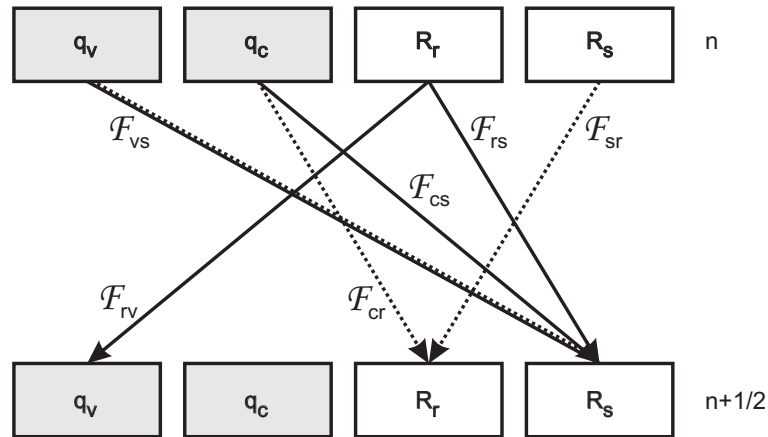 q_v q_c R_r R_s n
ℱ_vs ℱ_rs ℱ_sr
ℱ_cs
ℱ_rv ℱ_cr
q_v q_c R_r R_s n+1/2